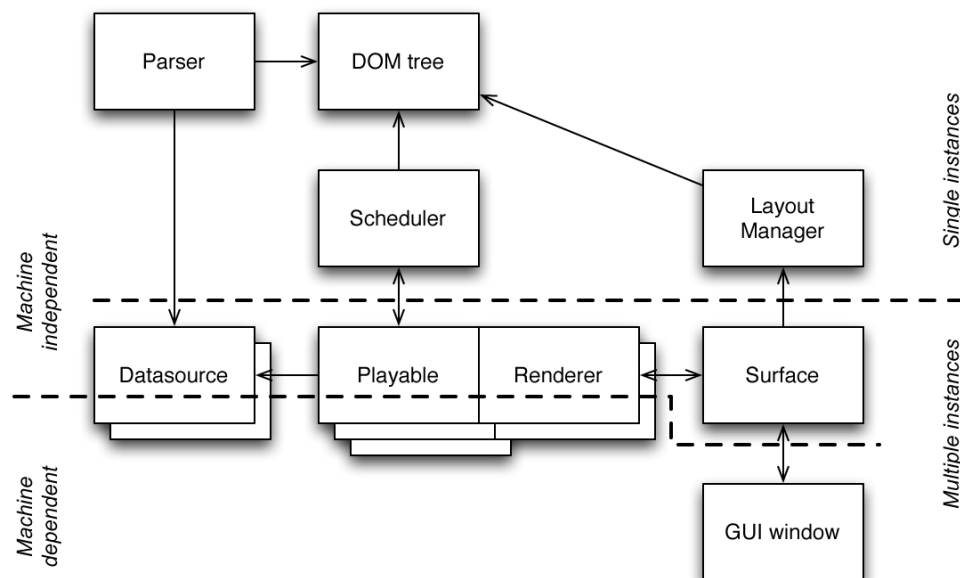 Parser
DOM tree
Scheduler
Layout
Manager
Single instances
Machine
independent
Datasource
Playable
Renderer
Surface
Multiple instances
Machine
dependent
GUI window